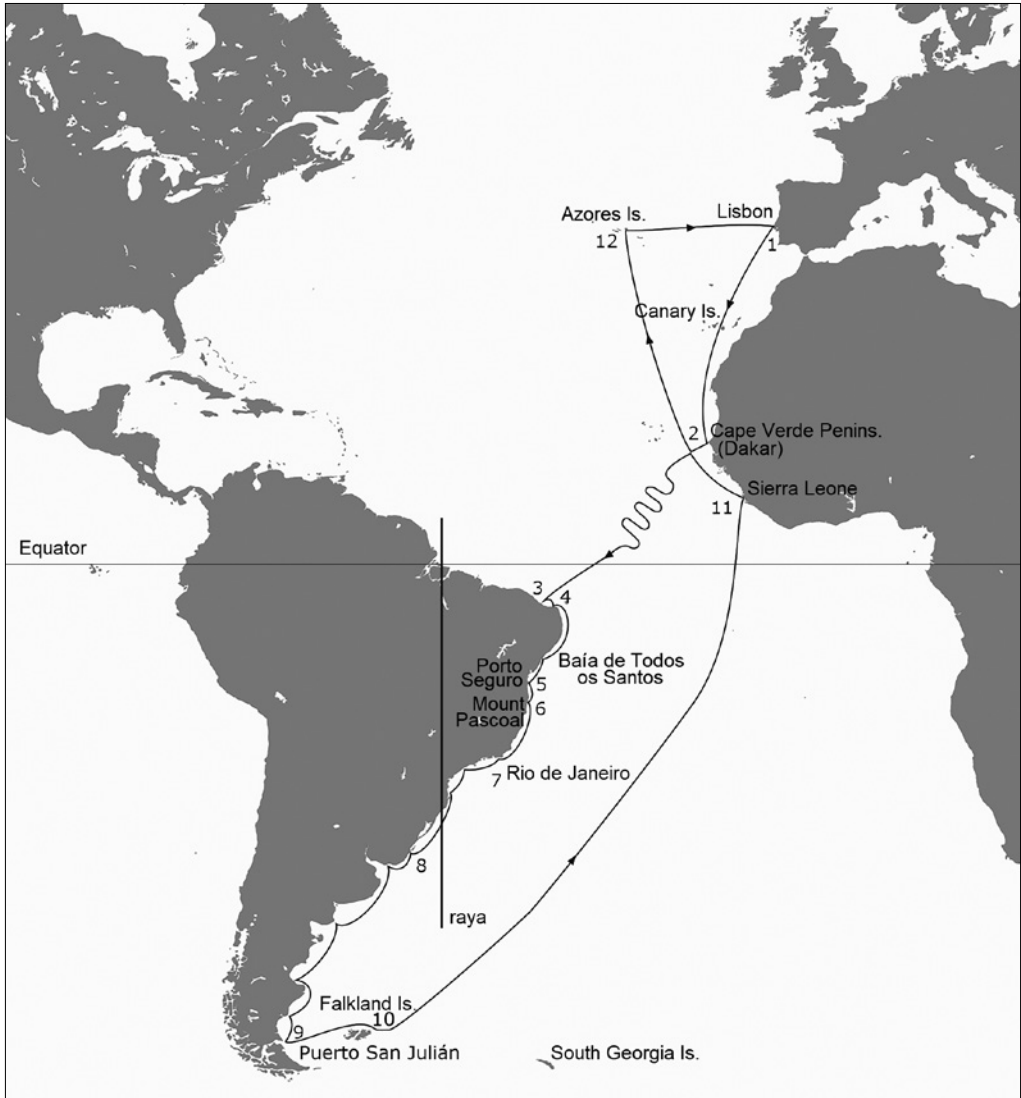 Azores Is.
Lisbon
12
1
Canary Is.
2
Cape Verde Penins.
(Dakar)
Sierra Leone
11
Equator
3
4
Porto
Seguro
Baía de Todos
os Santos
5
Mount
Pascoal
6
Rio de Janeiro
7
8
raya
Falkland Is.
10
9
Puerto San Julián
South Georgia Is.